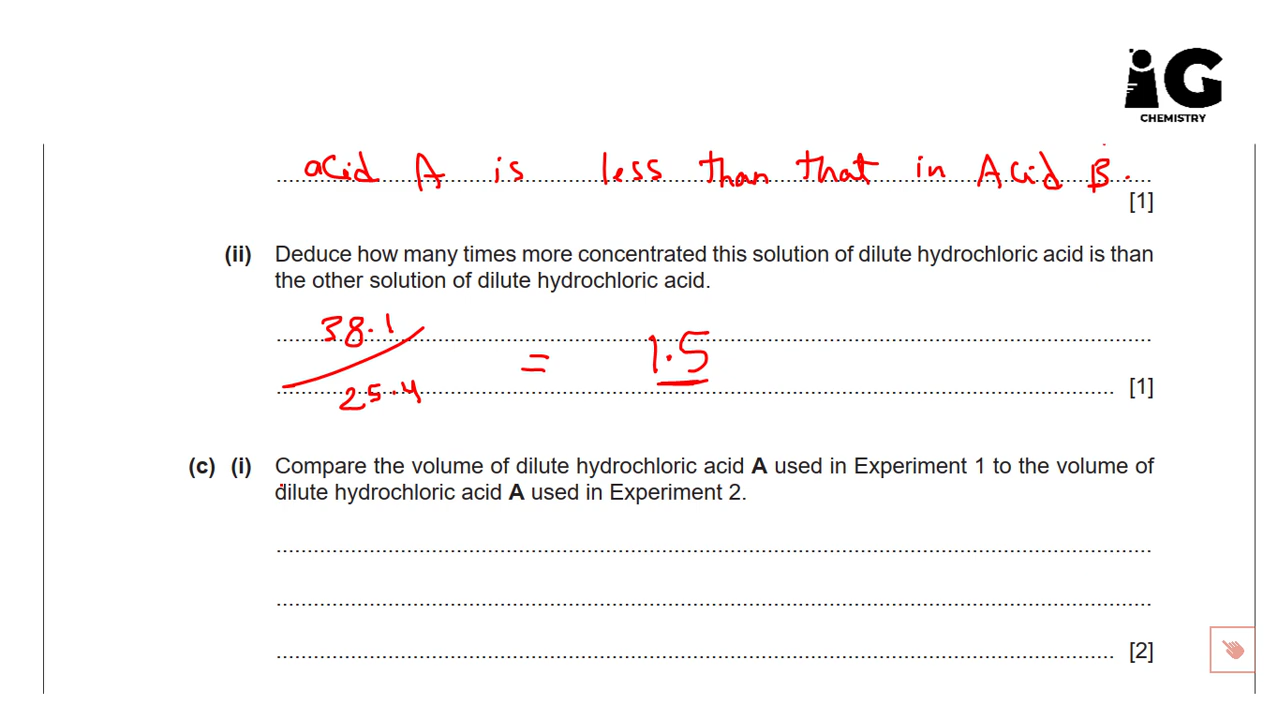 iG
CHEMISTRY
acid A is less than that in Acid B.
[1]
(ii) Deduce how many times more concentrated this solution of dilute hydrochloric acid is than
the other solution of dilute hydrochloric acid.
38.1/25.4 = 1.5
[1]
(c) (i) Compare the volume of dilute hydrochloric acid A used in Experiment 1 to the volume of
dilute hydrochloric acid A used in Experiment 2.
[2]